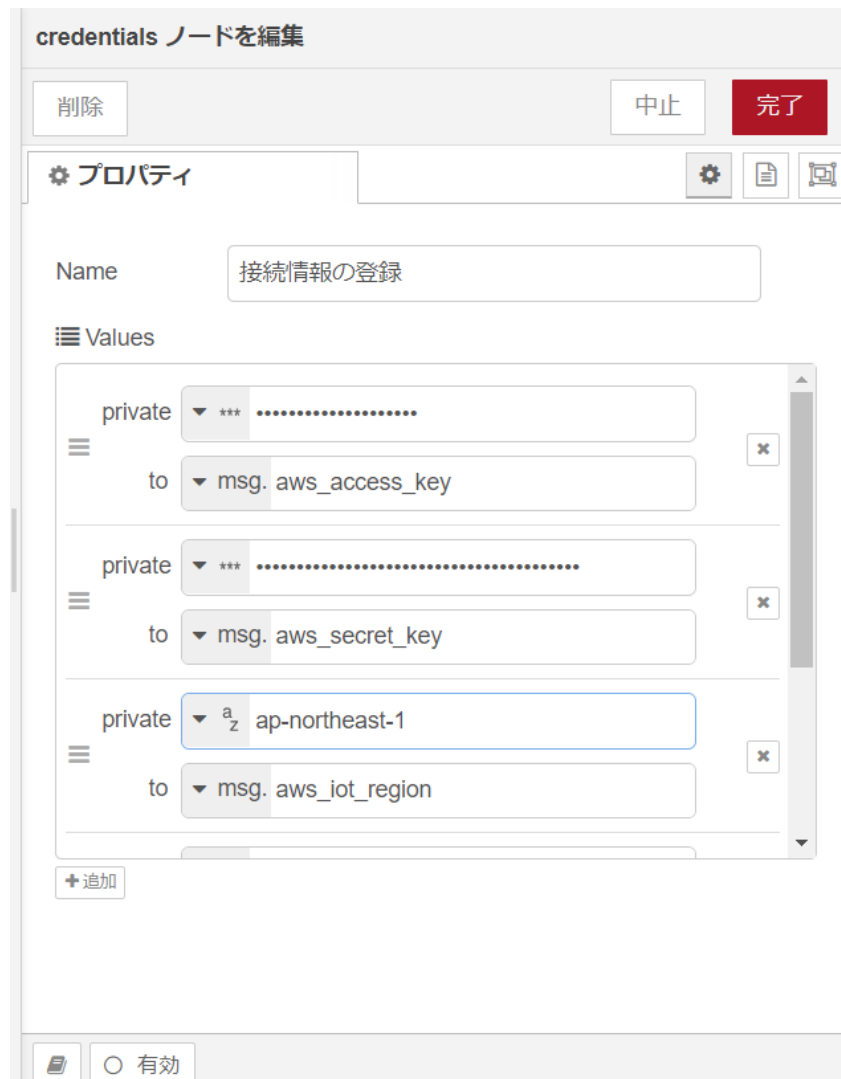 credentials ノードを編集
削除
中止
完了
プロパティ
Name
接続情報の登録
Values
private
*** ••••••••••••••••••••
to
msg. aws_access_key
private
*** ••••••••••••••••••••••••••••••••••••••••
to
msg. aws_secret_key
private
a
z
ap-northeast-1
to
msg. aws_iot_region
追加
有効